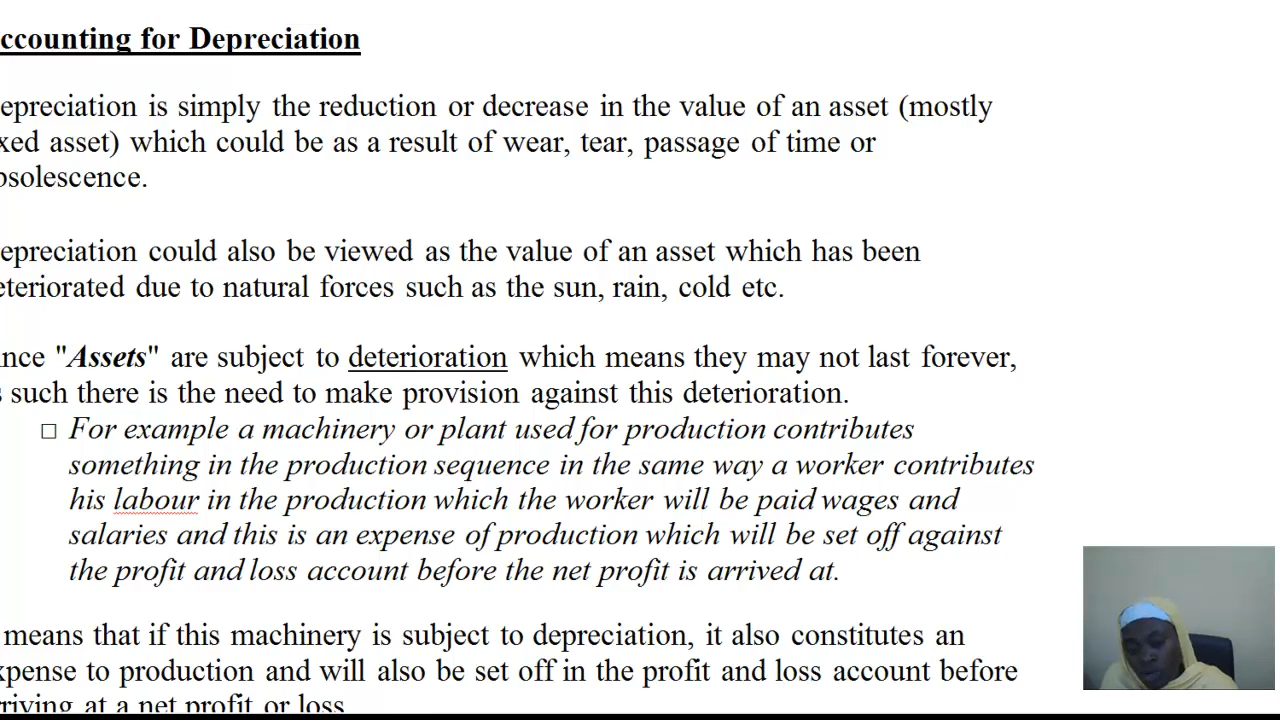 ccounting for Depreciation
epreciation is simply the reduction or decrease in the value of an asset (mostly
xed asset) which could be as a result of wear, tear, passage of time or
bsolescence.
epreciation could also be viewed as the value of an asset which has been
eteriorated due to natural forces such as the sun, rain, cold etc.
ince "Assets" are subject to deterioration which means they may not last forever,
s such there is the need to make provision against this deterioration.
□ For example a machinery or plant used for production contributes
something in the production sequence in the same way a worker contributes
his labour in the production which the worker will be paid wages and
salaries and this is an expense of production which will be set off against
the profit and loss account before the net profit is arrived at.
means that if this machinery is subject to depreciation, it also constitutes an
xpense to production and will also be set off in the profit and loss account before
rriving at a net profit or loss